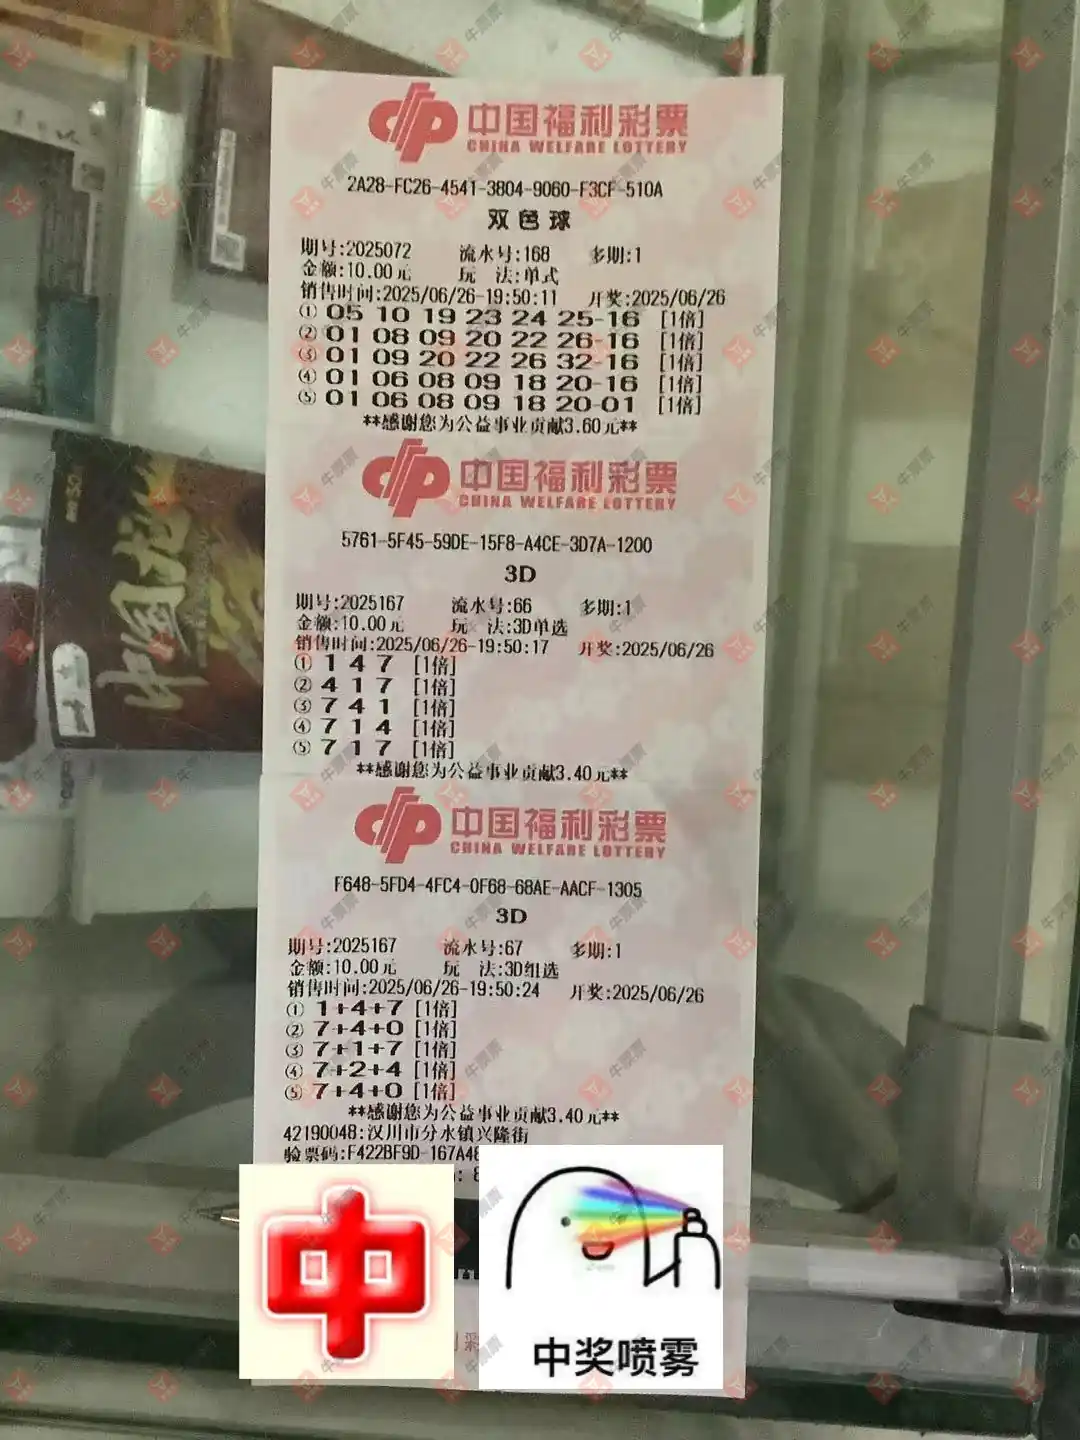 中国福利彩票
CHINA WELFARE LOTTERY
2A28-FC26-4541-3804-9060-F3CF-510A
双色球
期号:2025072 流水号:168 多期:1
金额:10.00元 玩 法:单式
销售时间:2025/06/26-19:50:11 开奖:2025/06/26
① 05 10 19 23 24 25-16 [1倍]
② 01 08 09 20 22 26-16 [1倍]
③ 01 09 20 22 26 32-16 [1倍]
④ 01 06 08 09 18 20-16 [1倍]
⑤ 01 06 08 09 18 20-01 [1倍]
**感谢您为公益事业贡献3.60元**
中国福利彩票
CHINA WELFARE LOTTERY
5761-5F45-59DE-15F8-A4CE-3D7A-1200
3D
期号:2025167 流水号:66 多期:1
金额:10.00元 玩 法:3D单选
销售时间:2025/06/26-19:50:17 开奖:2025/06/26
① 1 4 7 [1倍]
② 4 1 7 [1倍]
③ 7 4 1 [1倍]
④ 7 1 4 [1倍]
⑤ 7 1 7 [1倍]
**感谢您为公益事业贡献3.40元**
中国福利彩票
CHINA WELFARE LOTTERY
F648-5FD4-4FC4-0F68-68AE-AACF-1305
3D
期号:2025167 流水号:67 多期:1
金额:10.00元 玩 法:3D组选
销售时间:2025/06/26-19:50:24 开奖:2025/06/26
① 1+4+7 [1倍]
② 7+4+0 [1倍]
③ 7+1+7 [1倍]
④ 7+2+4 [1倍]
⑤ 7+4+0 [1倍]
**感谢您为公益事业贡献3.40元**
42190048:汉川市分水镇兴隆街
验票码:F422BF9D-167A48
中
中奖喷雾
中国
牛票票